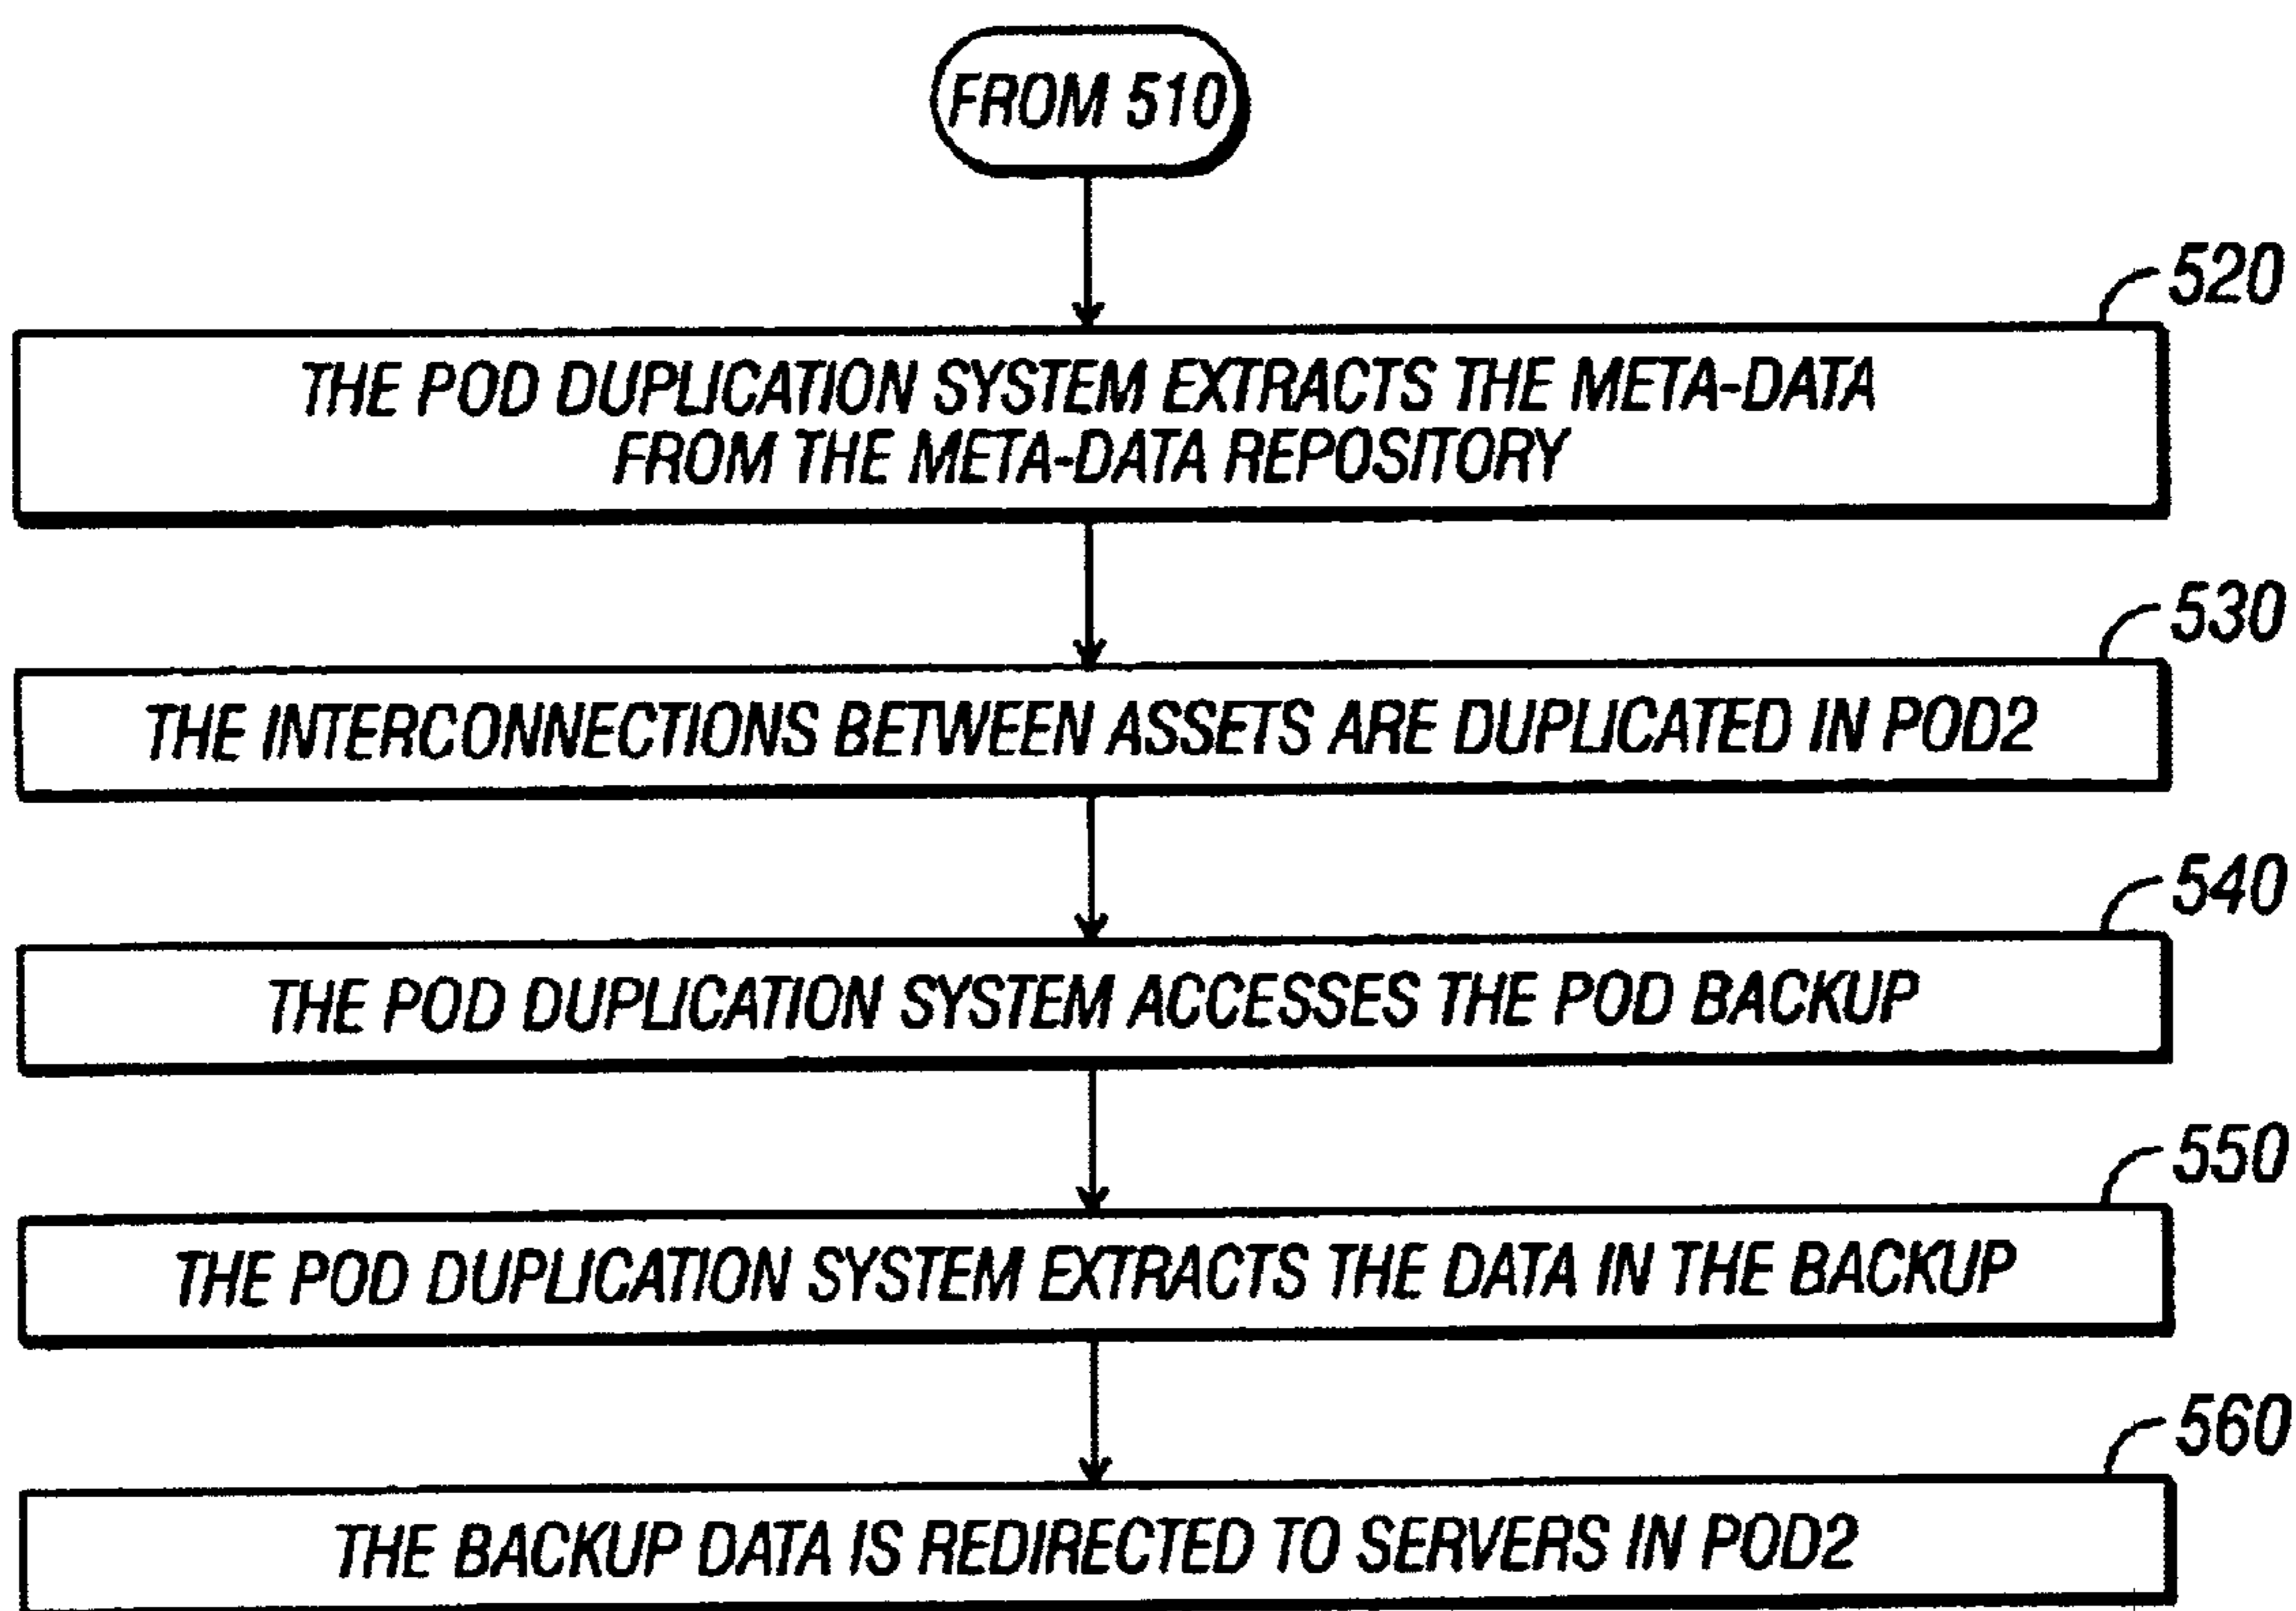 FROM 510
520
THE POD DUPLICATION SYSTEM EXTRACTS THE META-DATA
FROM THE META-DATA REPOSITORY
530
THE INTERCONNECTIONS BETWEEN ASSETS ARE DUPLICATED IN POD2
540
THE POD DUPLICATION SYSTEM ACCESSES THE POD BACKUP
550
THE POD DUPLICATION SYSTEM EXTRACTS THE DATA IN THE BACKUP
560
THE BACKUP DATA IS REDIRECTED TO SERVERS IN POD2